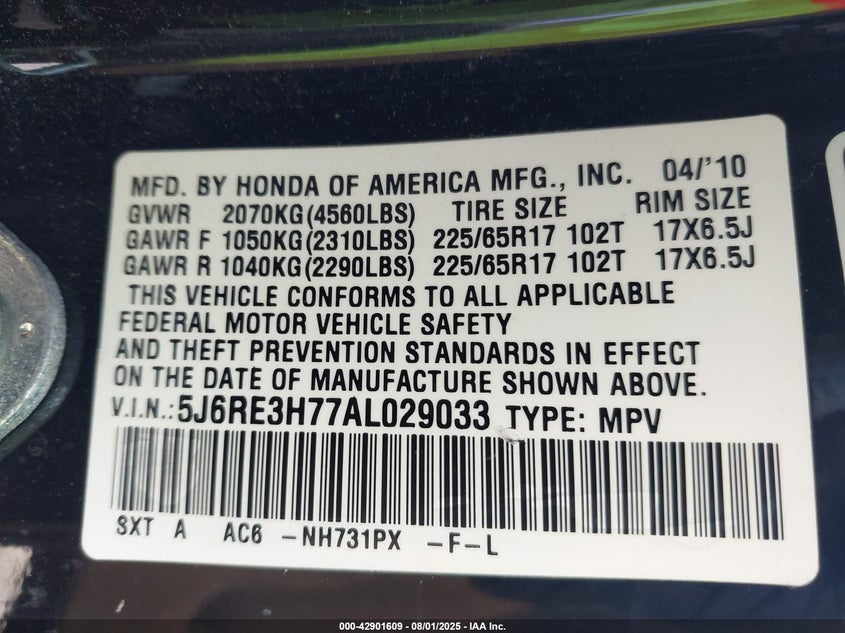 MFD. BY HONDA OF AMERICA MFG., INC. 04/'10
GVWR 2070KG(4560LBS) TIRE SIZE RIM SIZE
GAWR F 1050KG(2310LBS) 225/65R17 102T 17X6.5J
GAWR R 1040KG(2290LBS) 225/65R17 102T 17X6.5J
THIS VEHICLE CONFORMS TO ALL APPLICABLE
FEDERAL MOTOR VEHICLE SAFETY
AND THEFT PREVENTION STANDARDS IN EFFECT
ON THE DATE OF MANUFACTURE SHOWN ABOVE.
V.I.N.:5J6RE3H77AL029033 TYPE: MPV
SXT A AC6 -NH731PX -F-L
000-42901609 - 08/01/2025 - IAA Inc.